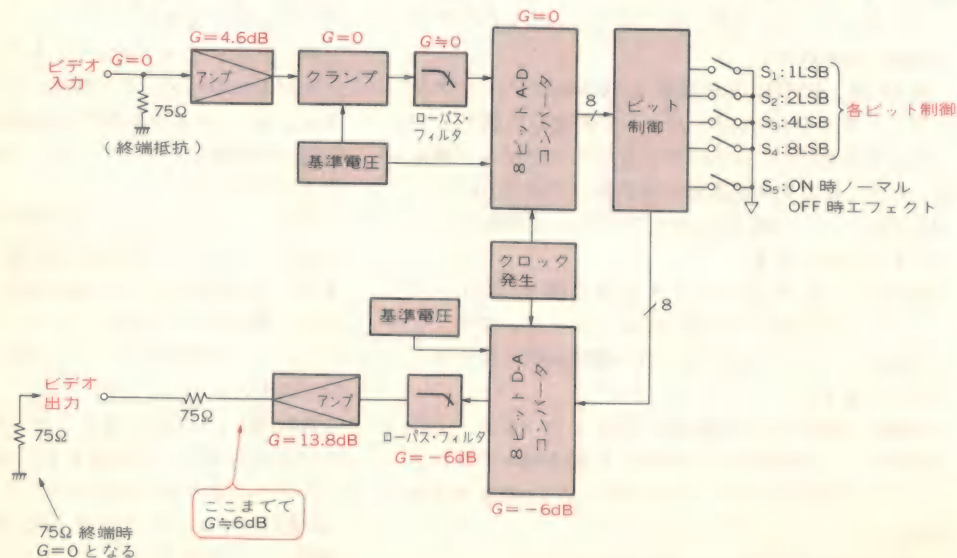 G=0
G=4.6dB
G=0
G≒0
ビデオ
入力
G=0
アンプ
クランプ
ローパス・
フィルタ
75Ω
(終端抵抗)
基準電圧
8ビットA-D
コンバータ
8
ビット
制御
S₁:1LSB
S₂:2LSB
S₃:4LSB
S₄:8LSB
各ビット制御
S₅:ON時ノーマル
OFF時エフェクト
クロック
発生
8
基準電圧
8ビットD-A
コンバータ
G=-6dB
ローパス・フィルタ
G=-6dB
アンプ
G=13.8dB
75Ω
ビデオ
出力
75Ω
ここまでで
G≒6dB
75Ω終端時
G=0となる